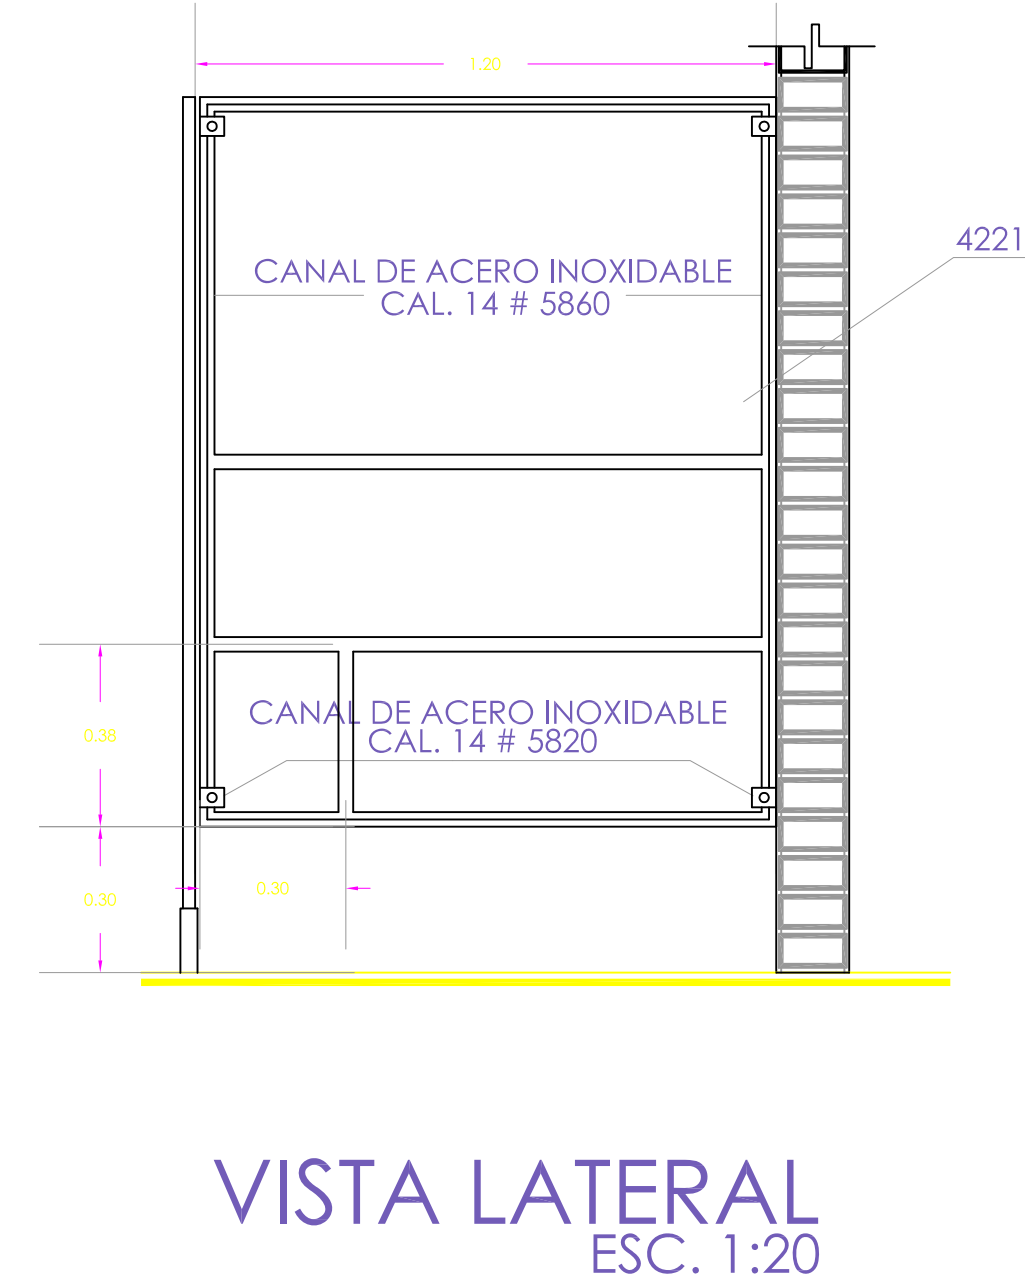 1.20
4221
CANAL DE ACERO INOXIDABLE
CAL. 14 # 5860
CANAL DE ACERO INOXIDABLE
CAL. 14 # 5820
0.38
0.30
0.30
VISTA LATERAL
ESC. 1:20